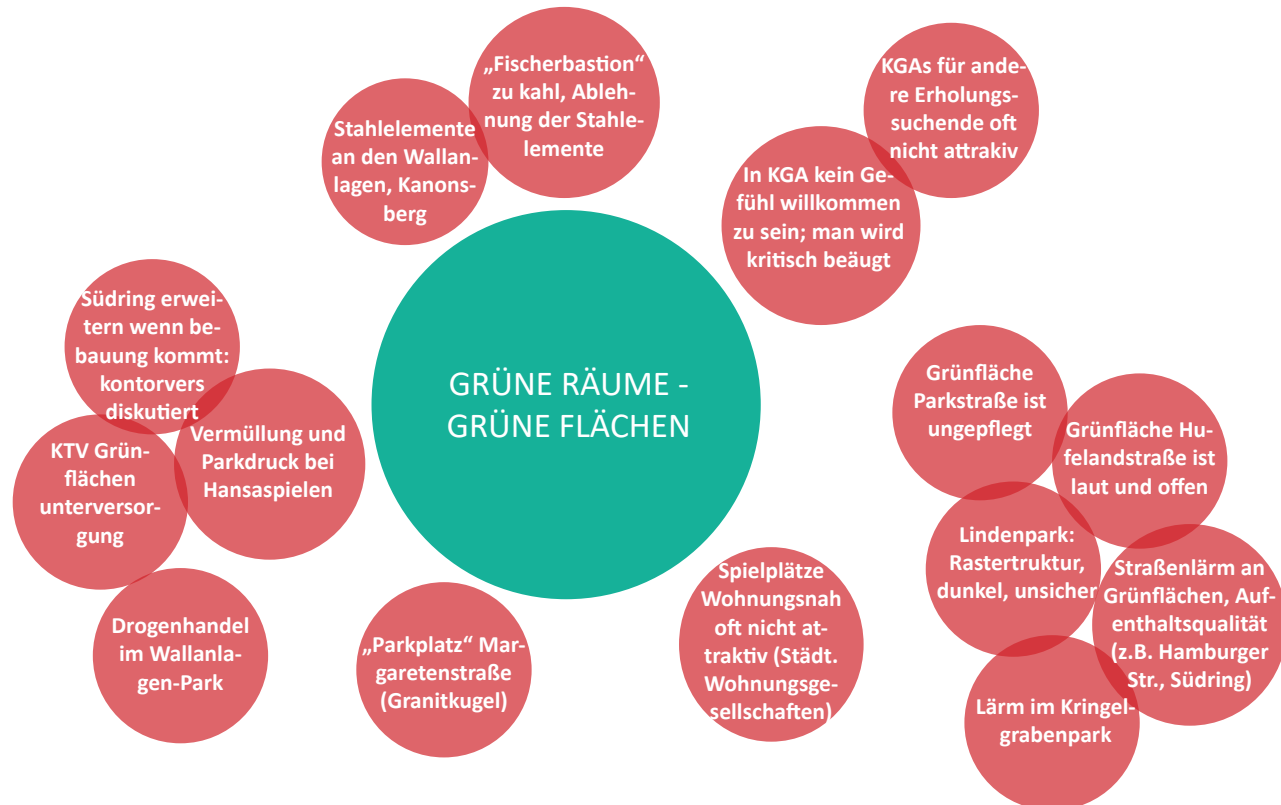 „Fischerbastion“
zu kahl, Ableh-
nung der Stahle-
lemente
Stahlelemente
an den Wallan-
lagen, Kanons-
berg
KGAs für ande-
re Erholungs-
suchende oft
nicht attrakiv
In KGA kein Ge-
fühl willkommen
zu sein; man wird
kritisch beäugt
Südring erwei-
tern wenn be-
bauung kommt:
kontorvers
diskutiert
Vermüllung und
Parkdruck bei
Hansaspielen
KTV Grün-
flächen
unterversor-
gung
Drogenhandel
im Wallanla-
gen-Park
GRÜNE RÄUME -
GRÜNE FLÄCHEN
„Parkplatz“ Mar-
garetenstraße
(Granitkugel)
Spielplätze
Wohnungsnah
oft nicht at-
traktiv (Städt.
Wohnungsge-
sellschaften)
Grünfläche
Parkstraße ist
ungepflegt
Grünfläche Hu-
felandstraße ist
laut und offen
Lindenpark:
Rastertruktur,
dunkel, unsicher
Straßenlärm an
Grünflächen, Auf-
enthaltsqualität
(z.B. Hamburger
Str., Südring)
Lärm im Kringel-
grabenpark